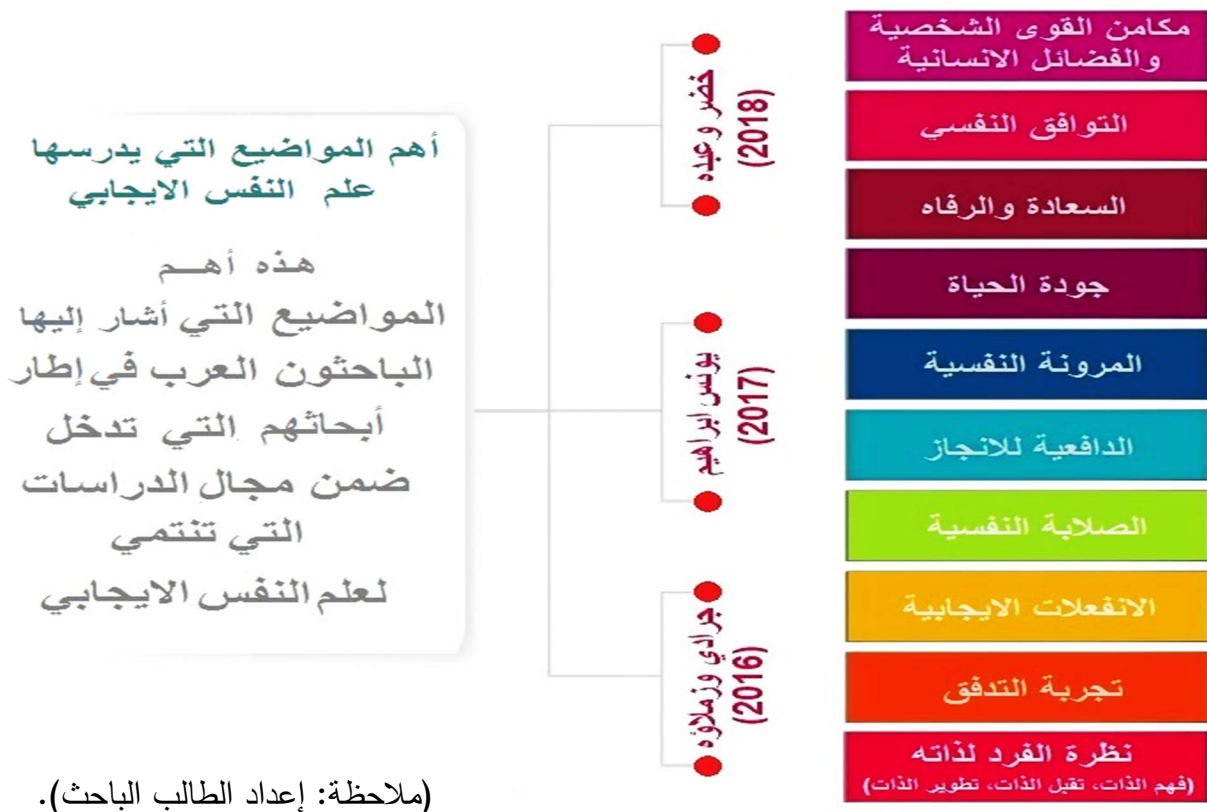 أهم المواضيع التي يدرسها
علم النفس الايجابي
هذه أهـم
المواضيع التي أشار إليها
الباحثون العرب في إطار
أبحاثهم التي تدخل
ضمن مجال الدراسات
التي تنتمي
لعلم النفس الايجابي
خضر وعبده
(2018)
يونس ابراهيم
(2017)
جرادي وزملاؤه
(2016)
مكامن القوى الشخصية
والفضائل الانسانية
التوافق النفسي
السعادة والرفاه
جودة الحياة
المرونة النفسية
الدافعية للانجاز
الصلابة النفسية
الانفعلات الايجابية
تجربة التدفق
نظرة الفرد لذاته
(فهم الذات، تقبل الذات، تطوير الذات)
(ملاحظة: إعداد الطالب الباحث).